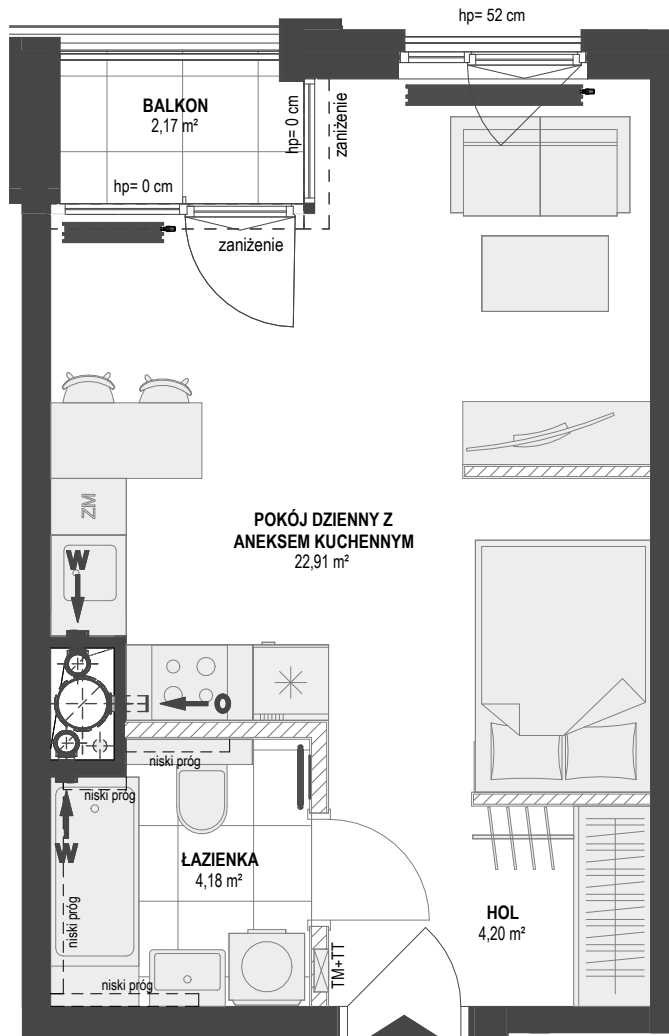 hp= 52 cm
BALKON
2,17 m²
hp= 0 cm
zaniżenie
hp= 0 cm
zaniżenie
ZM
POKÓJ DZIENNY Z
ANEKSEM KUCHENNYM
22,91 m²
W
O
niski próg
niski próg
W
ŁAZIENKA
4,18 m²
HOL
4,20 m²
niski próg
TM+TT
niski próg